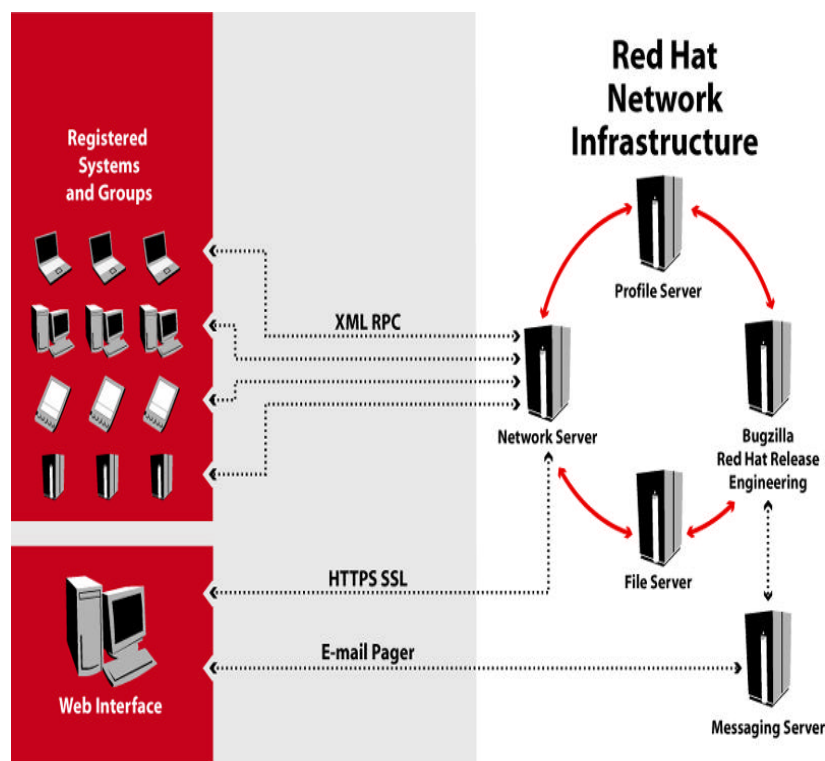 Red Hat
Network
Infrastructure
Registered
Systems
and Groups
Profile Server
XML RPC
Network Server
Bugzilla
Red Hat Release
Engineering
HTTPS SSL
File Server
E-mail Pager
Web Interface
Messaging Server